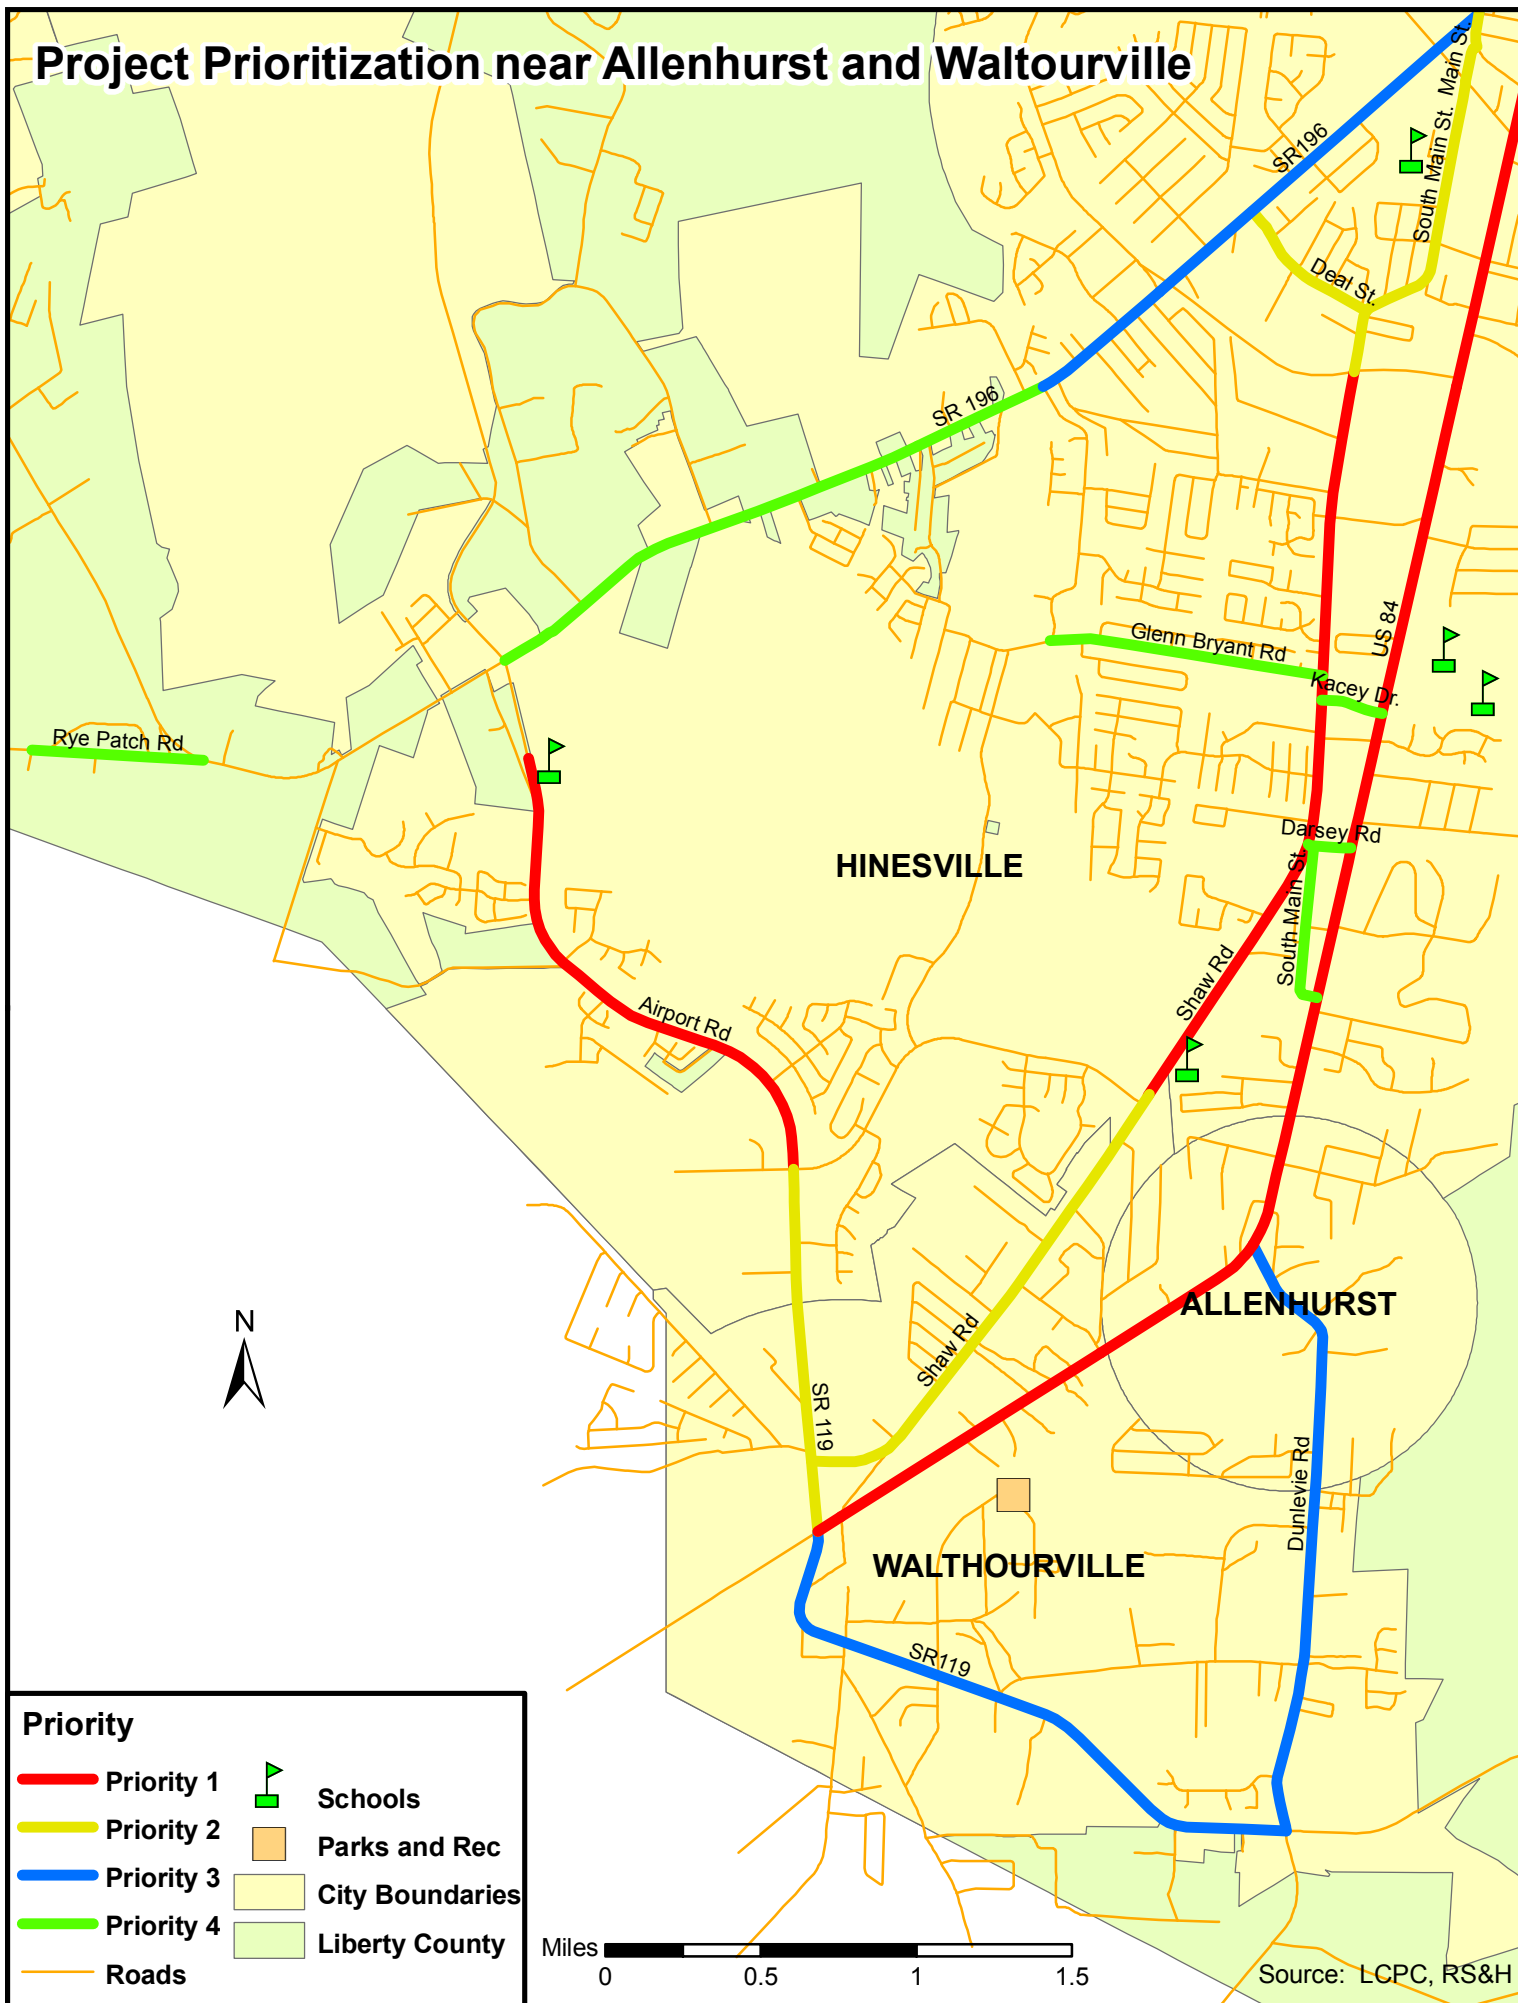 Project Prioritization near Allenhurst and Waltourville
Main St.
South Main St.
SR196
Deal St.
SR 196
US 84
Glenn Bryant Rd
Kacey Dr.
Rye Patch Rd
Darsey Rd
HINESVILLE
South Main St.
Shaw Rd
Airport Rd
ALLENHURST
N
Shaw Rd
SR 119
Dunlevie Rd
WALTHOURVILLE
SR119
Priority
Priority 1
Priority 2
Priority 3
Priority 4
Roads
Schools
Parks and Rec
City Boundaries
Liberty County
Miles
0 0.5 1 1.5
Source: LCPC, RS&H